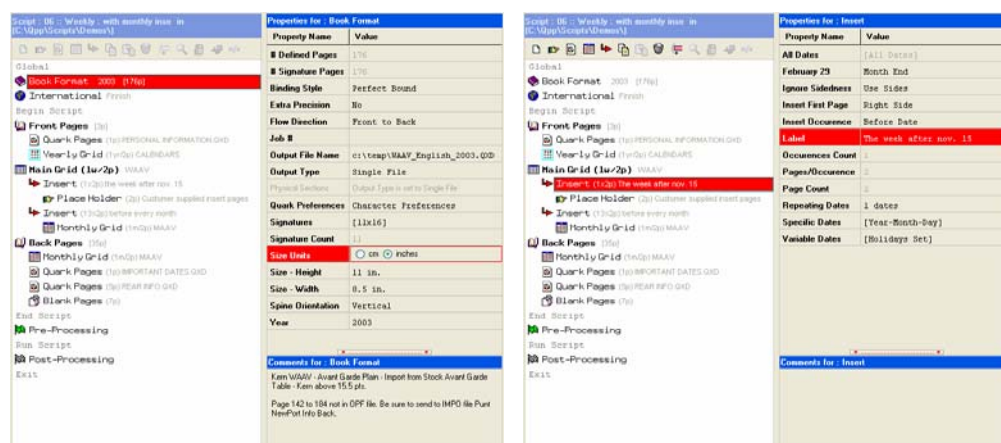 Script : 06 :: Weekly : with monthly inse in
(C:\Qpp\Scripts\Demos\)
Global
Book Format 2003 (176p)
International Finnish
Begin Script
Front Pages (3p)
Quark Pages (1p) PERSONAL INFORMATION.QXD
Yearly Grid CALENDARS
Main Grid (1w/2p) WAAV
Insert (1x2p) the week after nov. 15
Place Holder (2p) Customer supplied insert pages
Insert (13x2p) before every month
Monthly Grid (1m/2p) MAAV
Back Pages (35p)
Monthly Grid (1m/2p) MAAV
Quark Pages (1p) IMPORTANT DATES.QXD
Quark Pages REAR INFO.QXD
Blank Pages (7p)
End Script
Pre-Processing
Run Script
Post-Processing
Exit
Properties for : Book Format
Property Name Value
# Defined Pages 176
# Signature Pages 176
Binding Style Perfect Bound
Extra Precision No
Flow Direction Front to Back
Job #
Output File Name c:\temp\WAAV_English_2003.QXD
Output Type Single File
Physical Sections Output Type is set to Single File
Quark Preferences Character Preferences
Signatures [11x16]
Signature Count 11
Size Units cm inches
Size - Height 11 in.
Size - Width 8.5 in.
Spine Orientation Vertical
Year 2003
Comments for : Book Format
Kern WAAV - Avant Garde Plain - Import from Stock Avant Garde
Table - Kern above 15.5 pts.
Page 142 to 184 not in OPF file. Be sure to send to IMPO file Punt
NewPort Info Back.
Script : 06 :: Weekly : with monthly inse in
(C:\Qpp\Scripts\Demos\)
Global
Book Format 2003 (176p)
International Finnish
Begin Script
Front Pages (3p)
Quark Pages (1p) PERSONAL INFORMATION.QXD
Yearly Grid CALENDARS
Main Grid (1w/2p) WAAV
Insert (1x2p) The week after nov. 15
Place Holder (2p) Customer supplied insert pages
Insert (13x2p) before every month
Monthly Grid (1m/2p) MAAV
Back Pages (35p)
Monthly Grid (1m/2p) MAAV
Quark Pages (1p) IMPORTANT DATES.QXD
Quark Pages REAR INFO.QXD
Blank Pages (7p)
End Script
Pre-Processing
Run Script
Post-Processing
Exit
Properties for : Insert
Property Name Value
All Dates [All Dates]
February 29 Month End
Ignore Sidedness Use Sides
Insert First Page Right Side
Insert Occurence Before Date
Label The week after nov. 15
Occurences Count 1
Pages/Occurence 2
Page Count 2
Repeating Dates 1 dates
Specific Dates [Year-Month-Day]
Variable Dates [Holidays Set]
Comments for : Insert